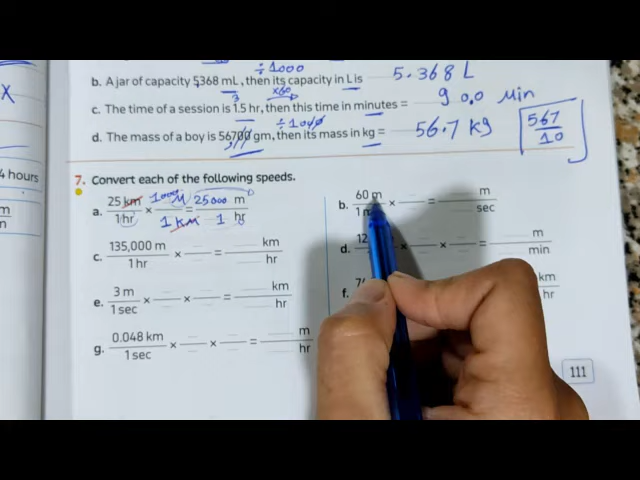 ÷1000
b. A jar of capacity 5368 mL, then its capacity in L is 5.368 L
x60
c. The time of a session is 1.5 hr, then this time in minutes = 90.0 Min
÷1000
d. The mass of a boy is 56700 gm, then its mass in kg = 56.7 kg
567/10
4 hours
m
n
7. Convert each of the following speeds.
a. 25 km/1 hr × 1000 M/1 KM = 25000/1 m/hr
b. 60 m/1 × = m/sec
c. 135,000 m/1 hr × = km/hr
d. 12 × × = m/min
e. 3 m/1 sec × × = km/hr
f. km/hr
g. 0.048 km/1 sec × × = m/hr
111